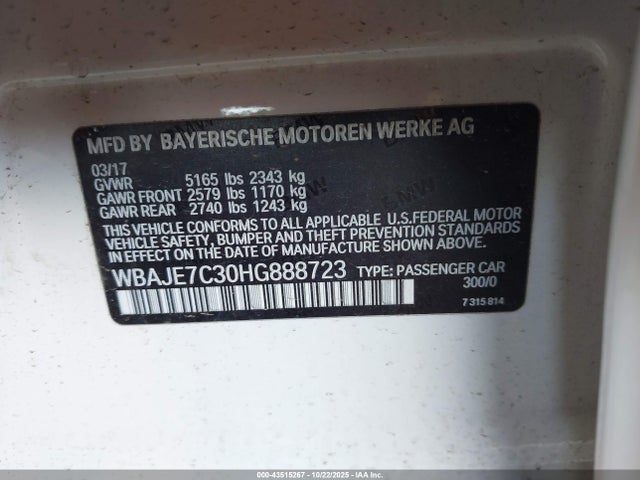 MFD BY BAYERISCHE MOTOREN WERKE AG
03/17
GVWR 5165 lbs 2343 kg
GAWR FRONT 2579 lbs 1170 kg
GAWR REAR 2740 lbs 1243 kg
THIS VEHICLE CONFORMS TO ALL APPLICABLE U.S.FEDERAL MOTOR
VEHICLE SAFETY, BUMPER AND THEFT PREVENTION STANDARDS
IN EFFECT ON THE DATE OF MANUFACTURE SHOWN ABOVE.
WBAJE7C30HG888723 TYPE: PASSENGER CAR
300/0
7 315 814
000-43515267 - 10/22/2025 - IAAI.COM